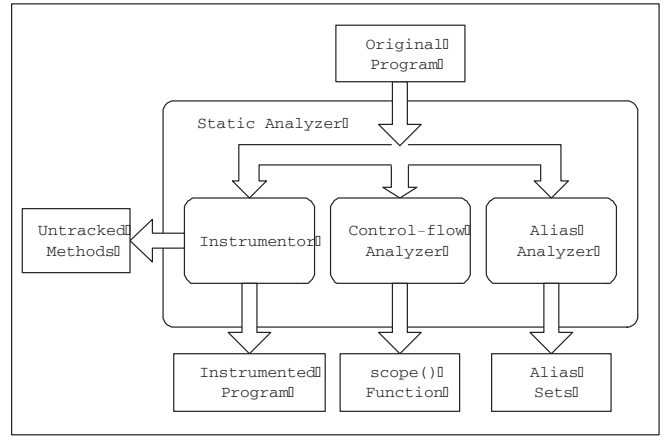 Original
Program
Static Analyzer
Untracked
Methods
Instrumentor
Control-flow
Analyzer
Alias
Analyzer
Instrumented
Program
scope()
Function
Alias
Sets